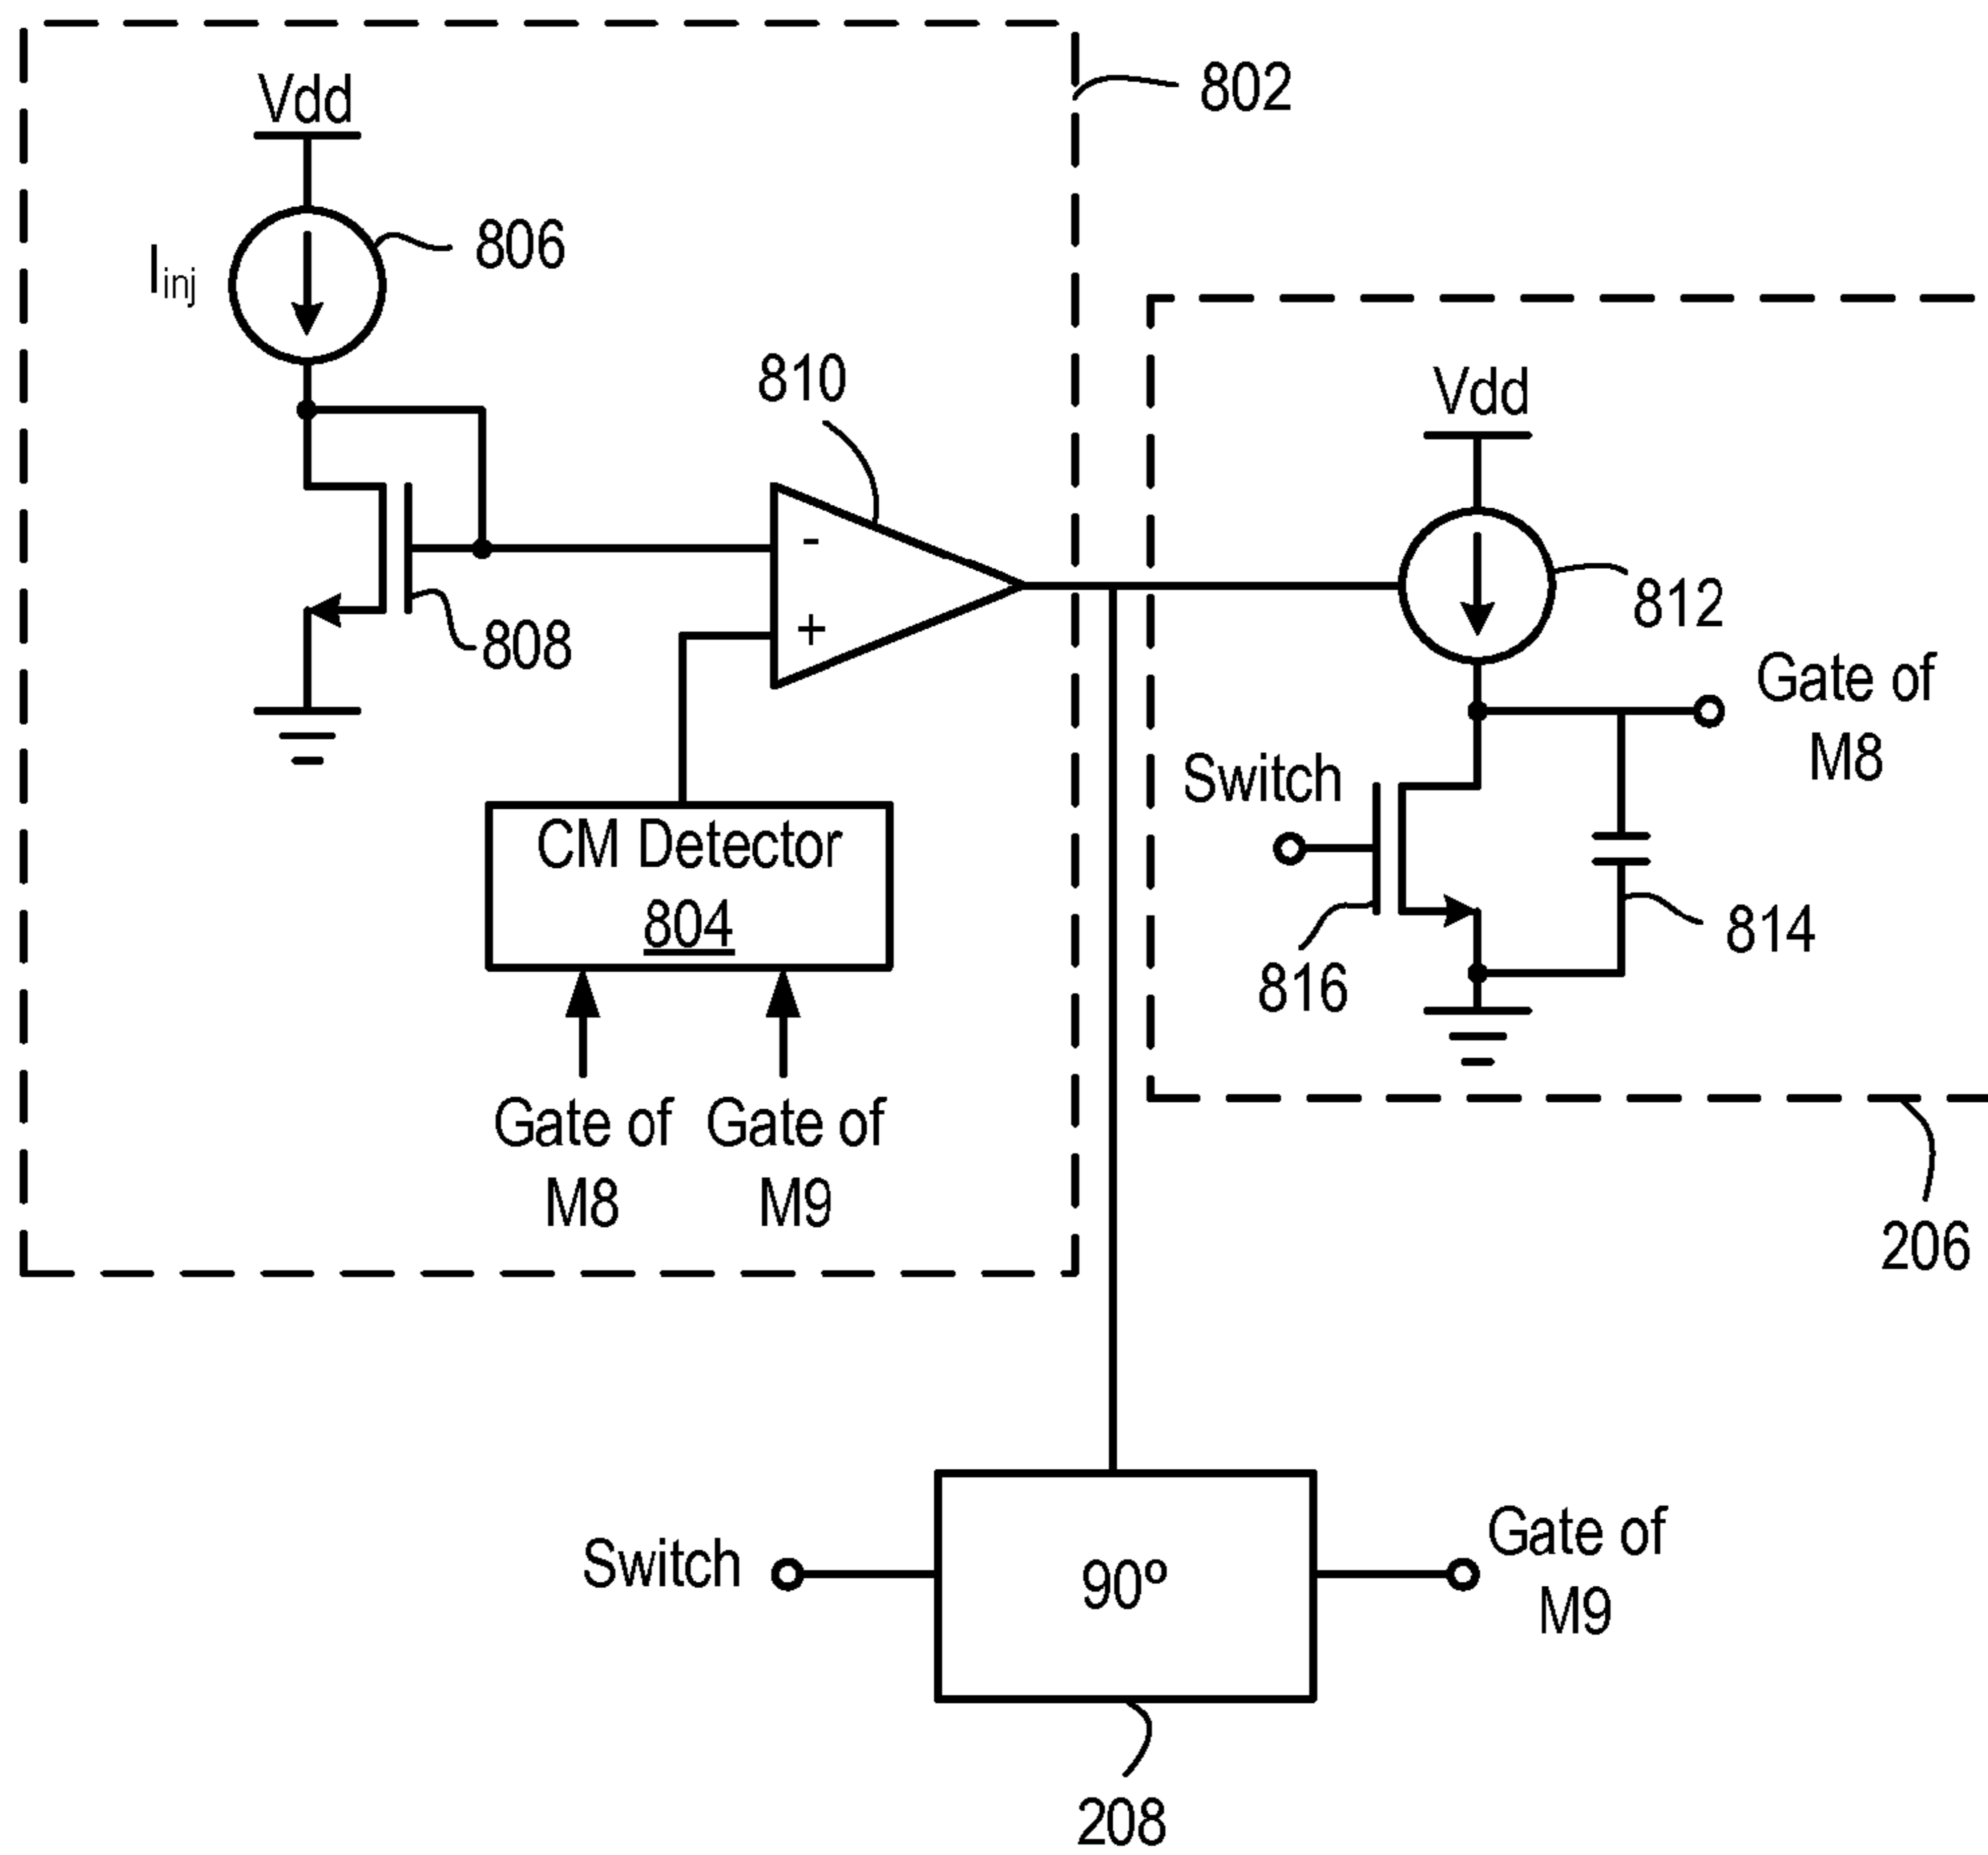 Vdd
802
806
Iinj
810
Vdd
-
812
808
+
Gate of
M8
Switch
CM Detector
804
814
816
Gate of
M8
Gate of
M9
206
Gate of
M9
Switch
90º
208